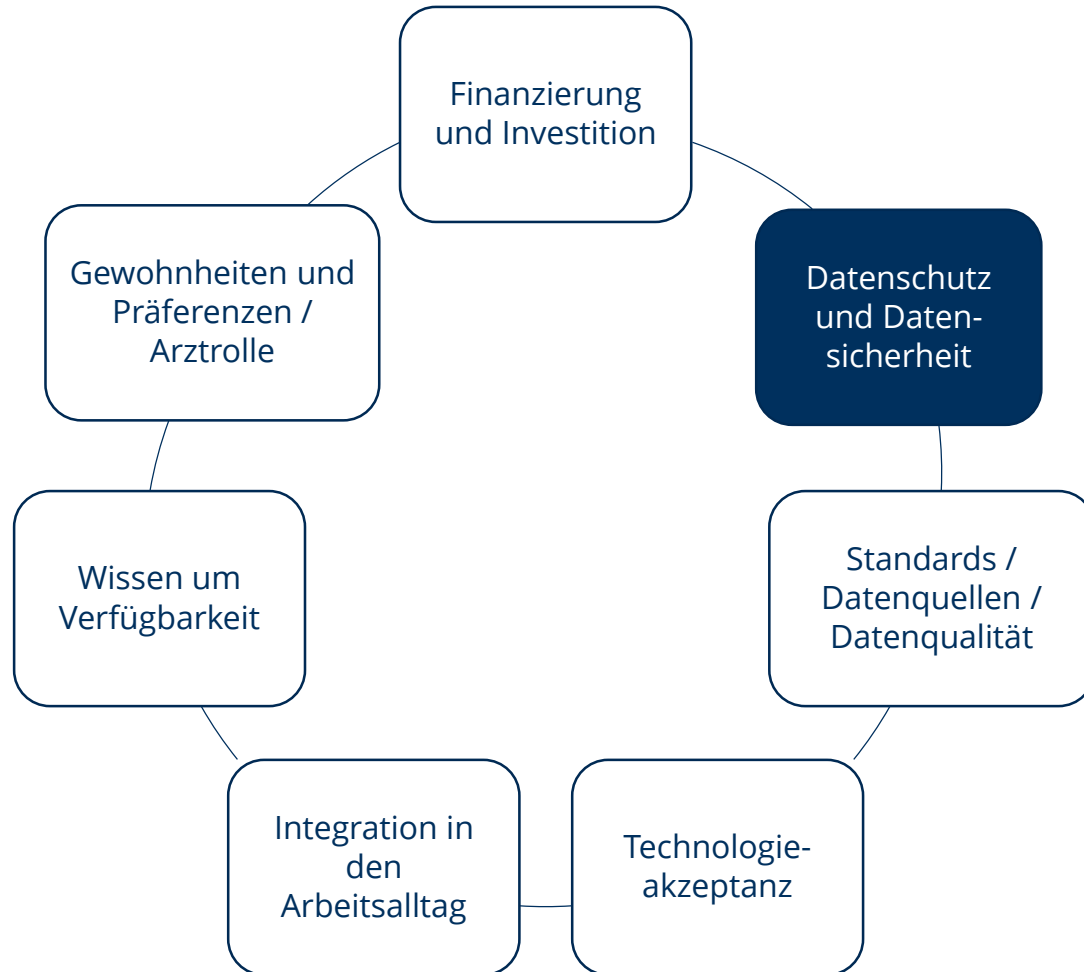 Finanzierung
und Investition
Datenschutz
und Daten-
sicherheit
Standards /
Datenquellen /
Datenqualität
Technologie-
akzeptanz
Integration in
den
Arbeitsalltag
Wissen um
Verfügbarkeit
Gewohnheiten und
Präferenzen /
Arztrolle